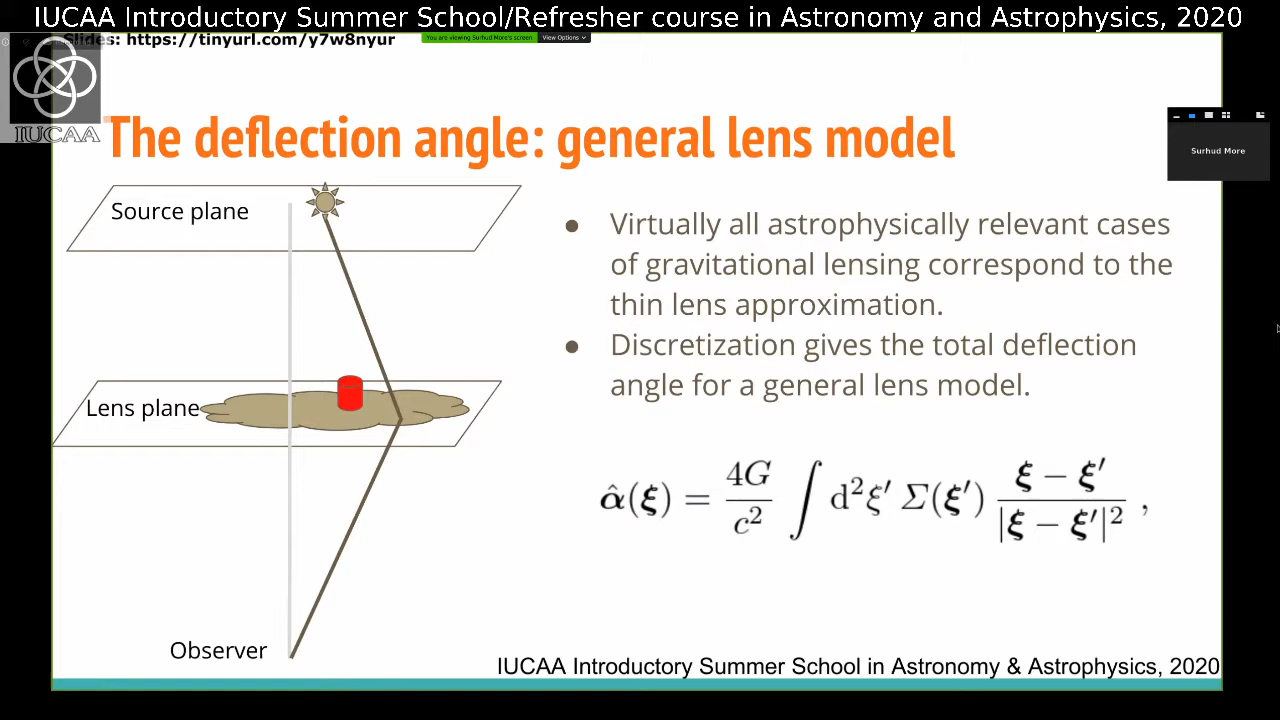 IUCAA Introductory Summer School/Refresher course in Astronomy and Astrophysics, 2020
Slides: https://tinyurl.com/y7w8nyur
You are viewing Surhud More's screen
View Options
IUCAA
The deflection angle: general lens model
Surhud More
Source plane
● Virtually all astrophysically relevant cases
of gravitational lensing correspond to the
thin lens approximation.
● Discretization gives the total deflection
angle for a general lens model.
Lens plane
α̂(ξ) = 4G/c² ∫ d²ξ′ Σ(ξ′) (ξ − ξ′)/|ξ − ξ′|² ,
Observer
IUCAA Introductory Summer School in Astronomy & Astrophysics, 2020